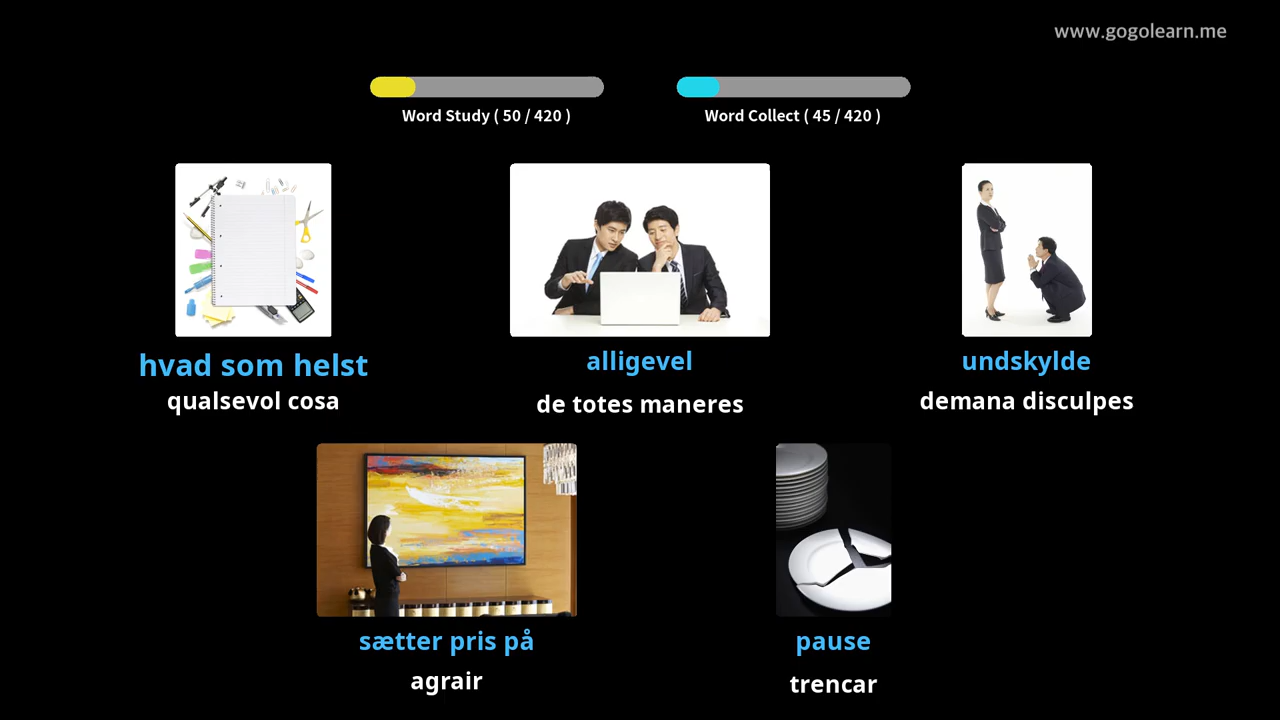 www.gogolearn.me
Word Study ( 50 / 420 )
Word Collect ( 45 / 420 )
hvad som helst
qualsevol cosa
alligevel
de totes maneres
undskylde
demana disculpes
sætter pris på
agrair
pause
trencar